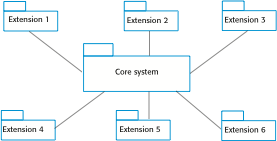 Extension 1
Extension 2
Extension 3
Core system
Extension 4
Extension 5
Extension 6